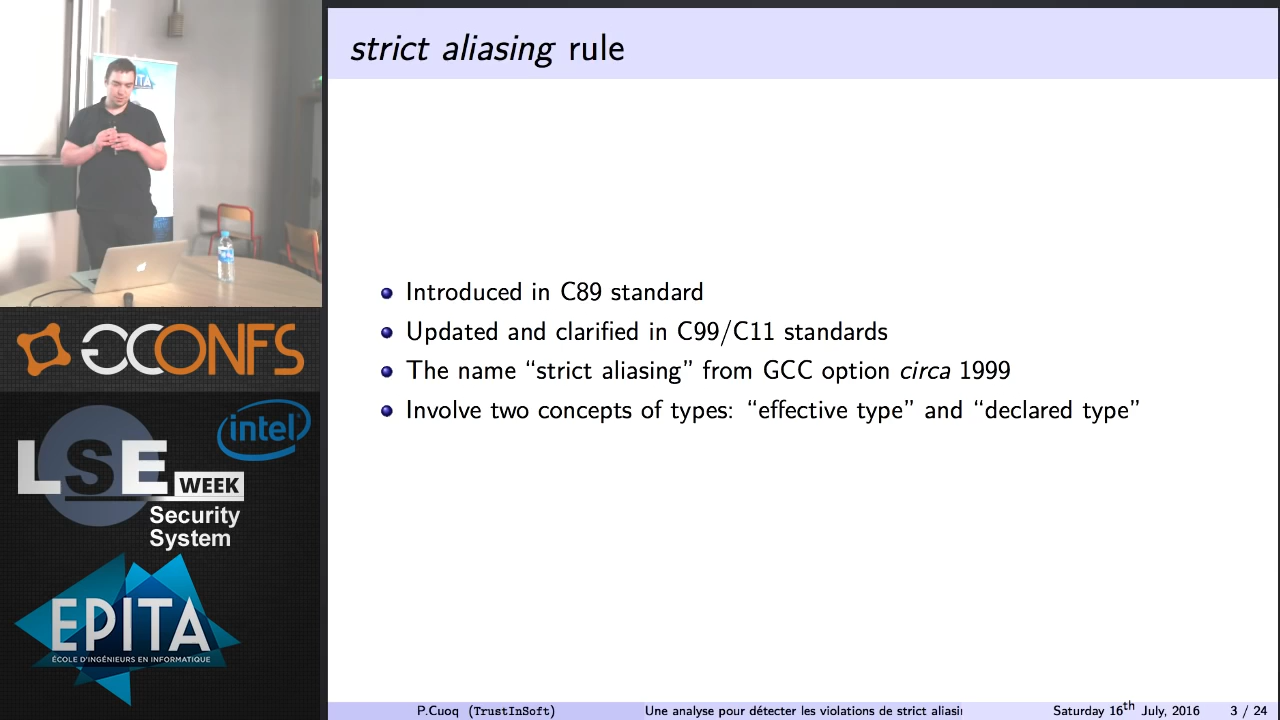 strict aliasing rule
Introduced in C89 standard
Updated and clarified in C99/C11 standards
The name “strict aliasing” from GCC option circa 1999
Involve two concepts of types: “effective type” and “declared type”
P.Cuoq (TrustInSoft)
Une analyse pour détecter les violations de strict aliasi
Saturday 16th July, 2016
3 / 24
CONFS
intel
LSE
WEEK
Security
System
EPITA
ÉCOLE D'INGÉNIEURS EN INFORMATIQUE